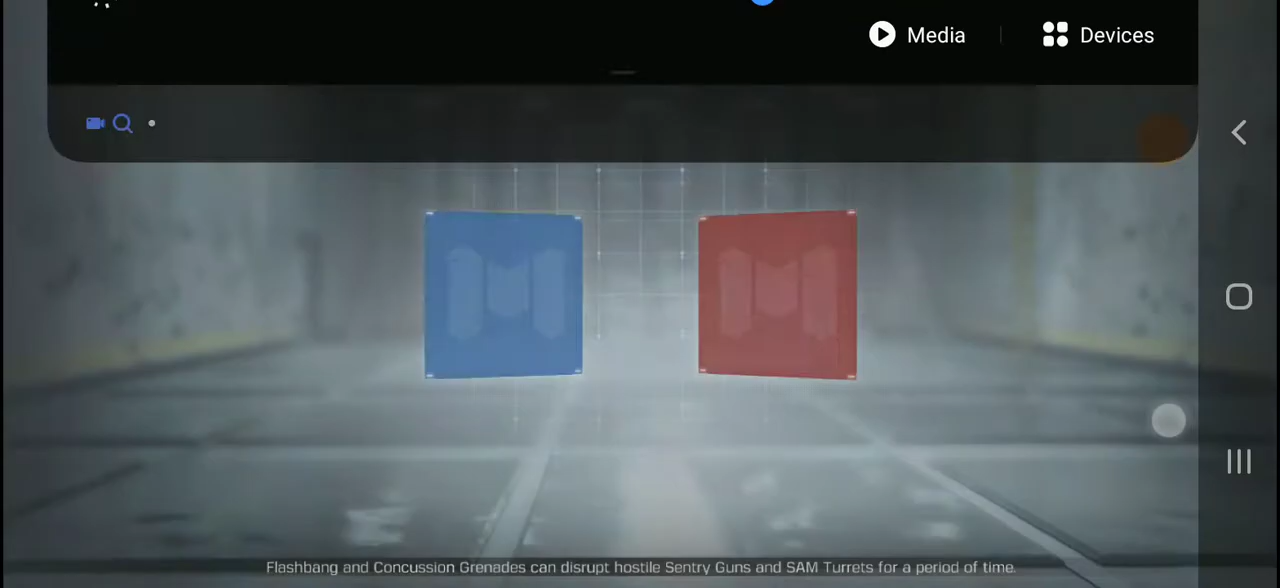 Media
Devices
Flashbang and Concussion Grenades can disrupt hostile Sentry Guns and SAM Turrets for a period of time.